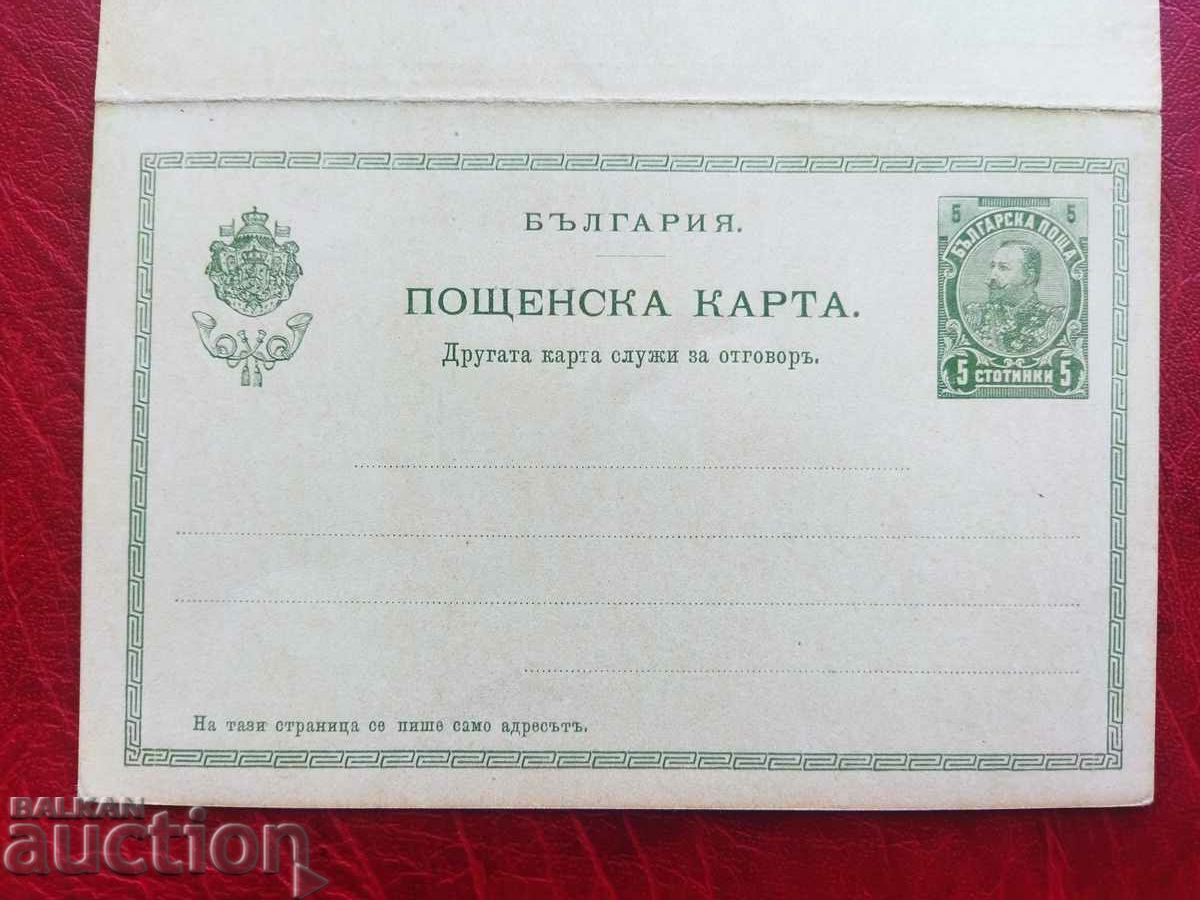 БЪЛГАРИЯ.
ПОЩЕНСКА КАРТА.
Другата карта служи за отговоръ.
5 5
БЪЛГАРСКА ПОЩА
5 СТОТИНКИ 5
На тази страница се пише само адресътъ.
BALKAN
auction